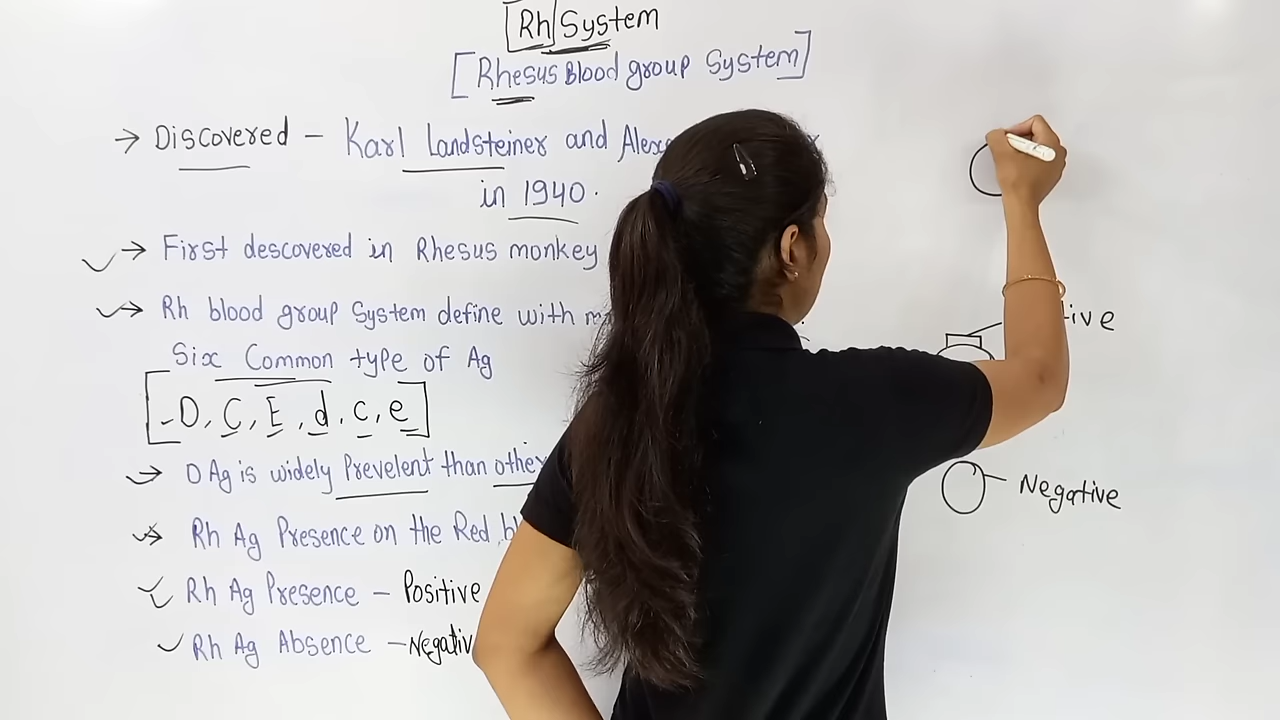 Rh System
[Rhesus Blood group System]
→ Discovered - Karl Landsteiner and
in 1940.
→ First descovered in Rhesus monkey
→ Rh blood group System define with
Six Common type of Ag
[D, C, E, d, c, e]
→ D Ag is widely Prevelent than
→ Rh Ag Presence on the Red
Rh Ag Presence - Positive
Rh Ag Absence - Negative
Negative